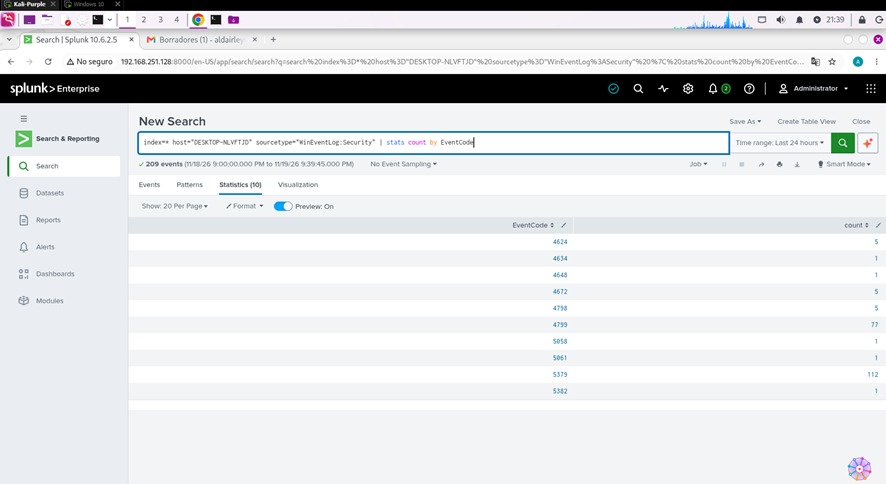 Kali-Purple Windows 10
1 2 3 4 21:39
Search | Splunk 10.6.2.5 Borradores (1) - aldairley
No seguro 192.168.251.128:8000/en-US/app/search/search?q=search%20index%3D*%20host%3D"DESKTOP-NLVFTJD"%20sourcetype%3D"WinEventLog%3ASecurity"%20%7C%20stats%20count%20by%20EventCo...
splunk>Enterprise 2 Administrator
New Search Save As Create Table View Close
Search & Reporting
index=* host="DESKTOP-NLVFTJD" sourcetype="WinEventLog:Security" | stats count by EventCode Time range: Last 24 hours
Search
209 events (11/18/26 9:00:00.000 PM to 11/19/26 9:39:45.000 PM) No Event Sampling Job Smart Mode
Events Patterns Statistics (10) Visualization
Datasets
Show: 20 Per Page Format Preview: On
Reports
EventCode count
Alerts
4624 5
4634 1
Dashboards
4648 1
4672 5
Modules
4798 5
4799 77
5058 1
5061 1
5379 112
5382 1